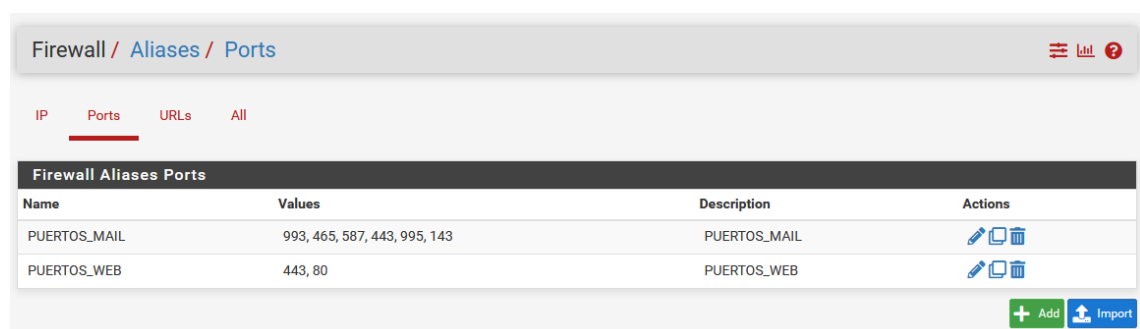 Firewall / Aliases / Ports
IP Ports URLs All
Firewall Aliases Ports
Name Values Description Actions
PUERTOS_MAIL 993, 465, 587, 443, 995, 143 PUERTOS_MAIL
PUERTOS_WEB 443, 80 PUERTOS_WEB
Add Import